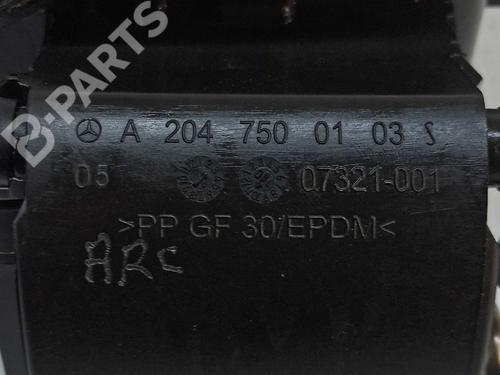 B-PARTS
A 204 750 01 03 S
05 07321-001
>PP GF 30/EPDM<
ARC